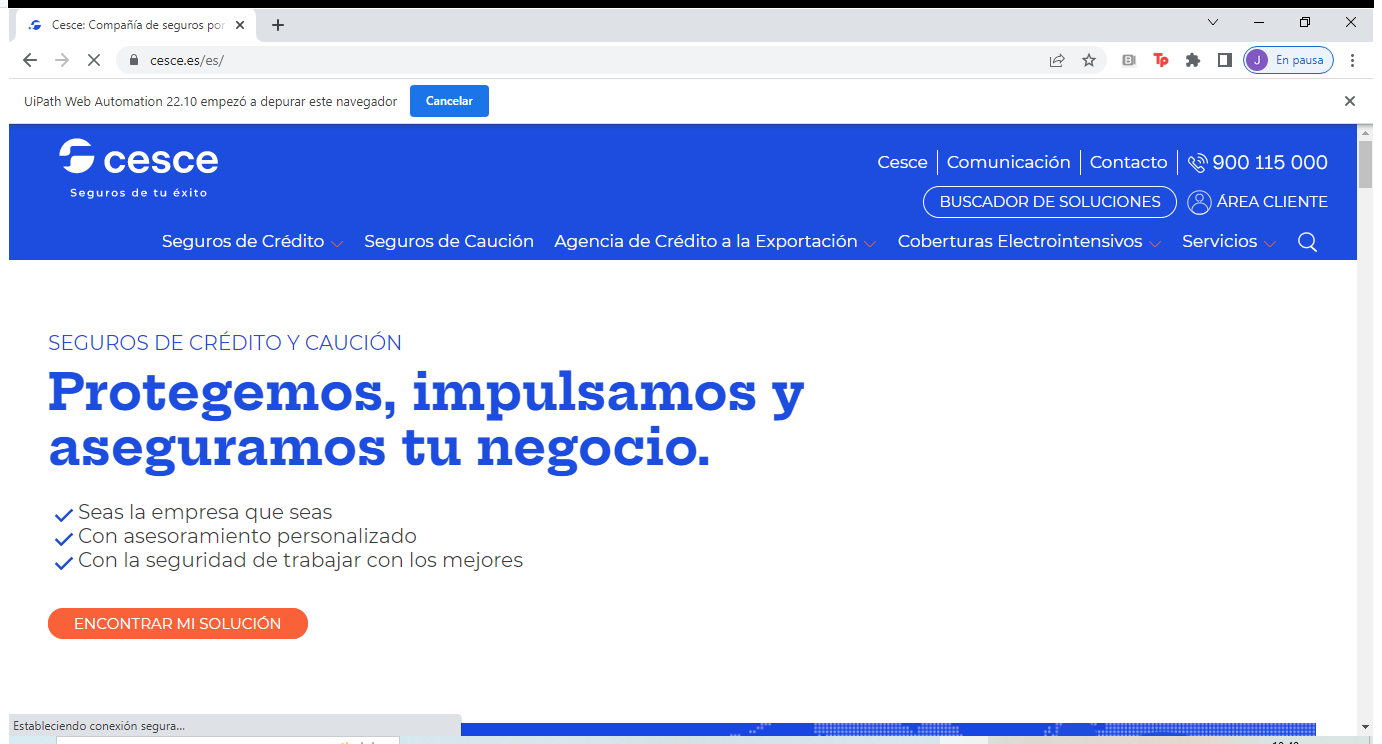 Cesce: Compañía de seguros por
cesce.es/es/
Tp
J En pausa
UiPath Web Automation 22.10 empezó a depurar este navegador Cancelar
cesce
Seguros de tu éxito
Cesce Comunicación Contacto 900 115 000
BUSCADOR DE SOLUCIONES ÁREA CLIENTE
Seguros de Crédito Seguros de Caución Agencia de Crédito a la Exportación Coberturas Electrointensivos Servicios
SEGUROS DE CRÉDITO Y CAUCIÓN
Protegemos, impulsamos y
aseguramos tu negocio.
Seas la empresa que seas
Con asesoramiento personalizado
Con la seguridad de trabajar con los mejores
ENCONTRAR MI SOLUCIÓN
Estableciendo conexión segura...